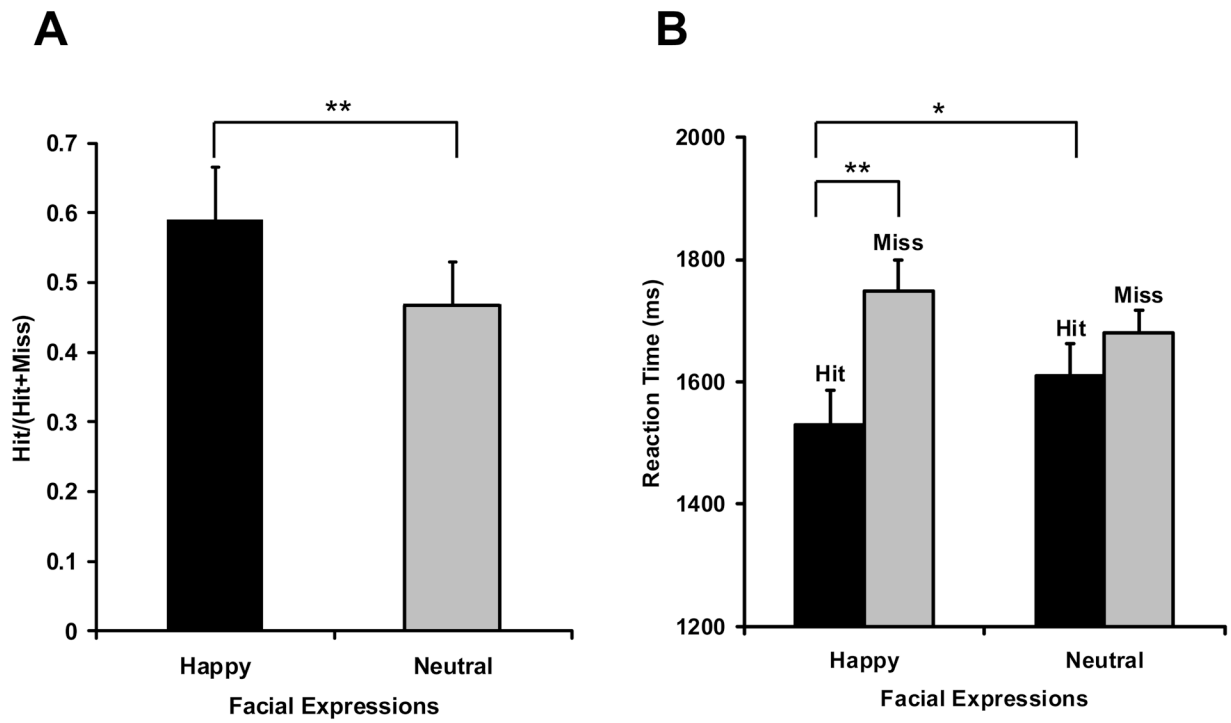 A
**
0.7
0.6
0.5
0.4
0.3
0.2
0.1
0
Hit/(Hit+Miss)
Happy
Neutral
Facial Expressions
B
*
**
2000
1800
1600
1400
1200
Reaction Time (ms)
Hit
Miss
Hit
Miss
Happy
Neutral
Facial Expressions